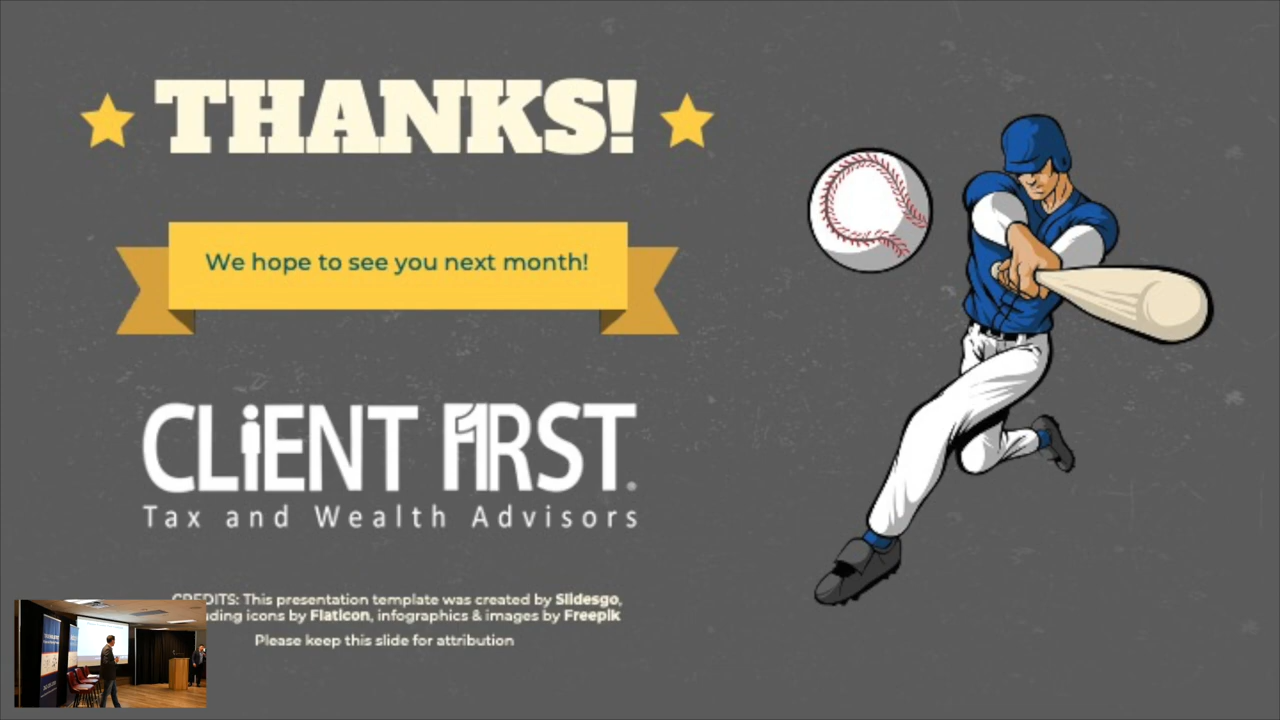 THANKS!
We hope to see you next month!
CLiENT FIRST.
Tax and Wealth Advisors
CREDITS: This presentation template was created by Slidesgo,
icons by Flaticon, infographics & images by Freepik
Please keep this slide for attribution